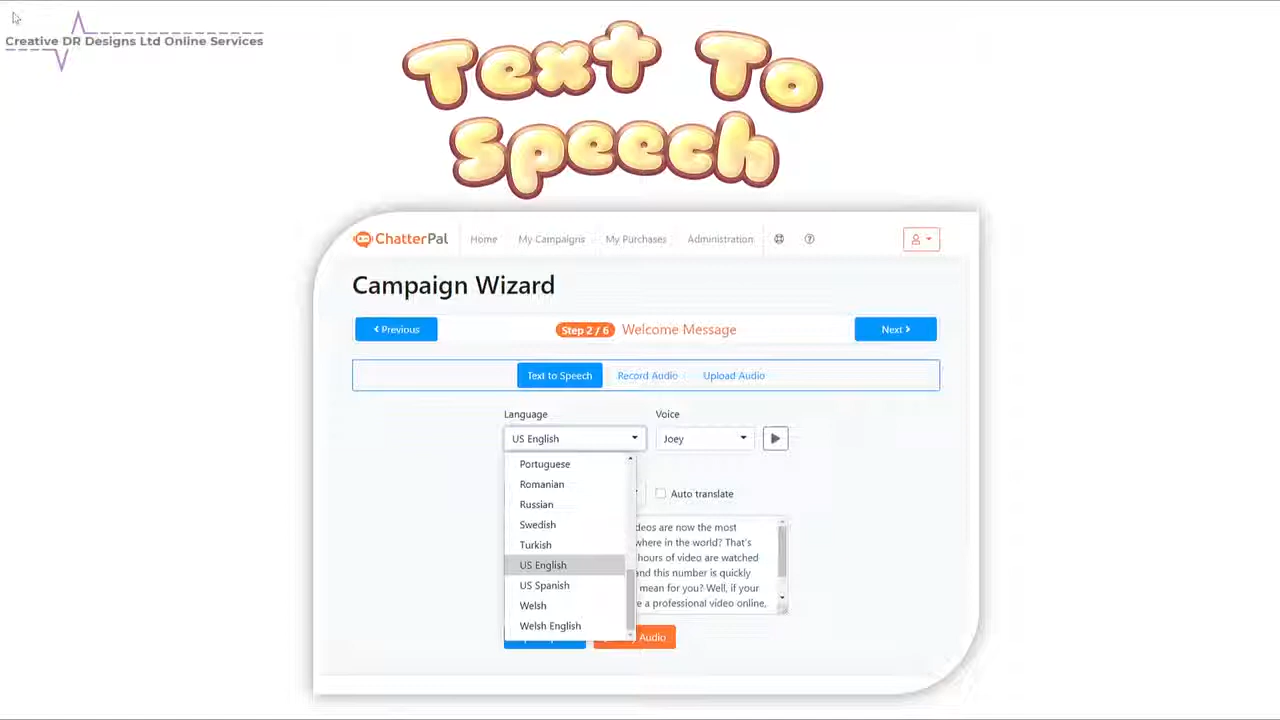 Creative DR Designs Ltd Online Services
Text To
Speech
ChatterPal
Home
My Campaigns
My Purchases
Administration
Campaign Wizard
Previous
Step 2 / 6
Welcome Message
Next
Text to Speech
Record Audio
Upload Audio
Language
Voice
US English
Joey
Portuguese
Romanian
Russian
Swedish
Turkish
US English
US Spanish
Welsh
Welsh English
Auto translate
are now the most
in the world? That's
hours of video are watched
and this number is quickly
mean for you? Well, if your
a professional video online,
Audio